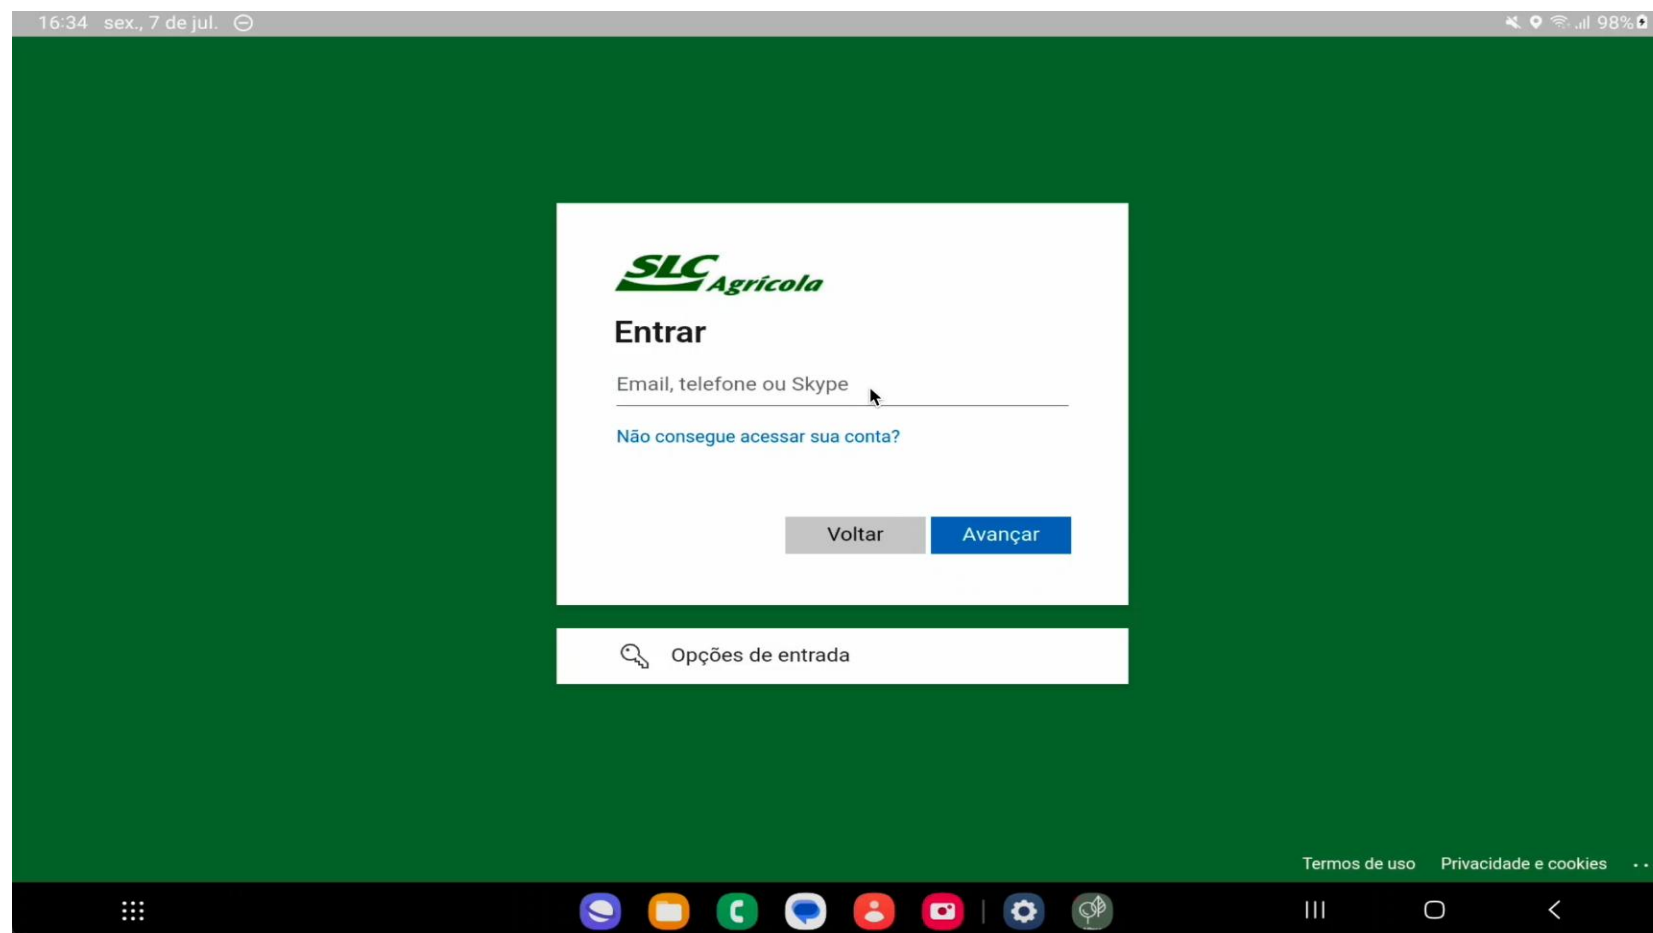 16:34 sex., 7 de jul.
98%
SLC Agrícola
Entrar
Email, telefone ou Skype
Não consegue acessar sua conta?
Voltar
Avançar
Opções de entrada
Termos de uso
Privacidade e cookies